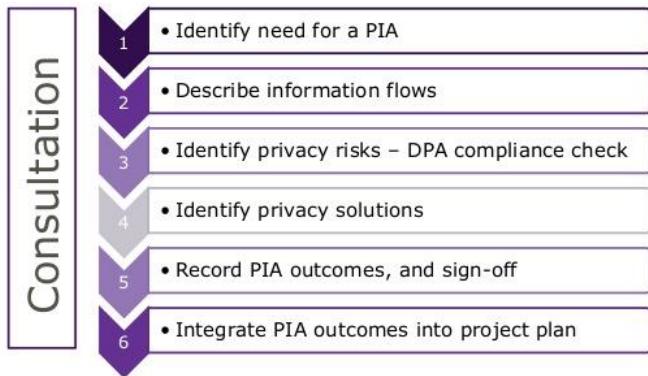 Consultation
1
• Identify need for a PIA
2
• Describe information flows
3
• Identify privacy risks – DPA compliance check
4
• Identify privacy solutions
5
• Record PIA outcomes, and sign-off
6
• Integrate PIA outcomes into project plan